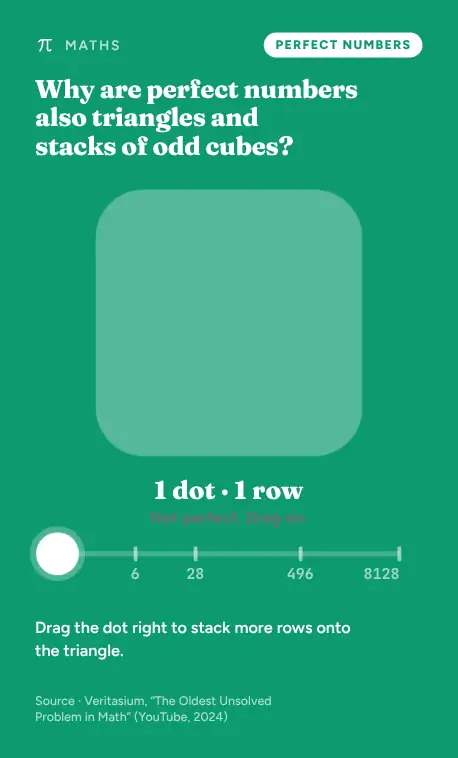 π MATHS
PERFECT NUMBERS
Why are perfect numbers
also triangles and
stacks of odd cubes?
1 dot · 1 row
Not perfect. Drag on.
6 28 496 8128
Drag the dot right to stack more rows onto
the triangle.
Source · Veritasium, “The Oldest Unsolved
Problem in Math” (YouTube, 2024)